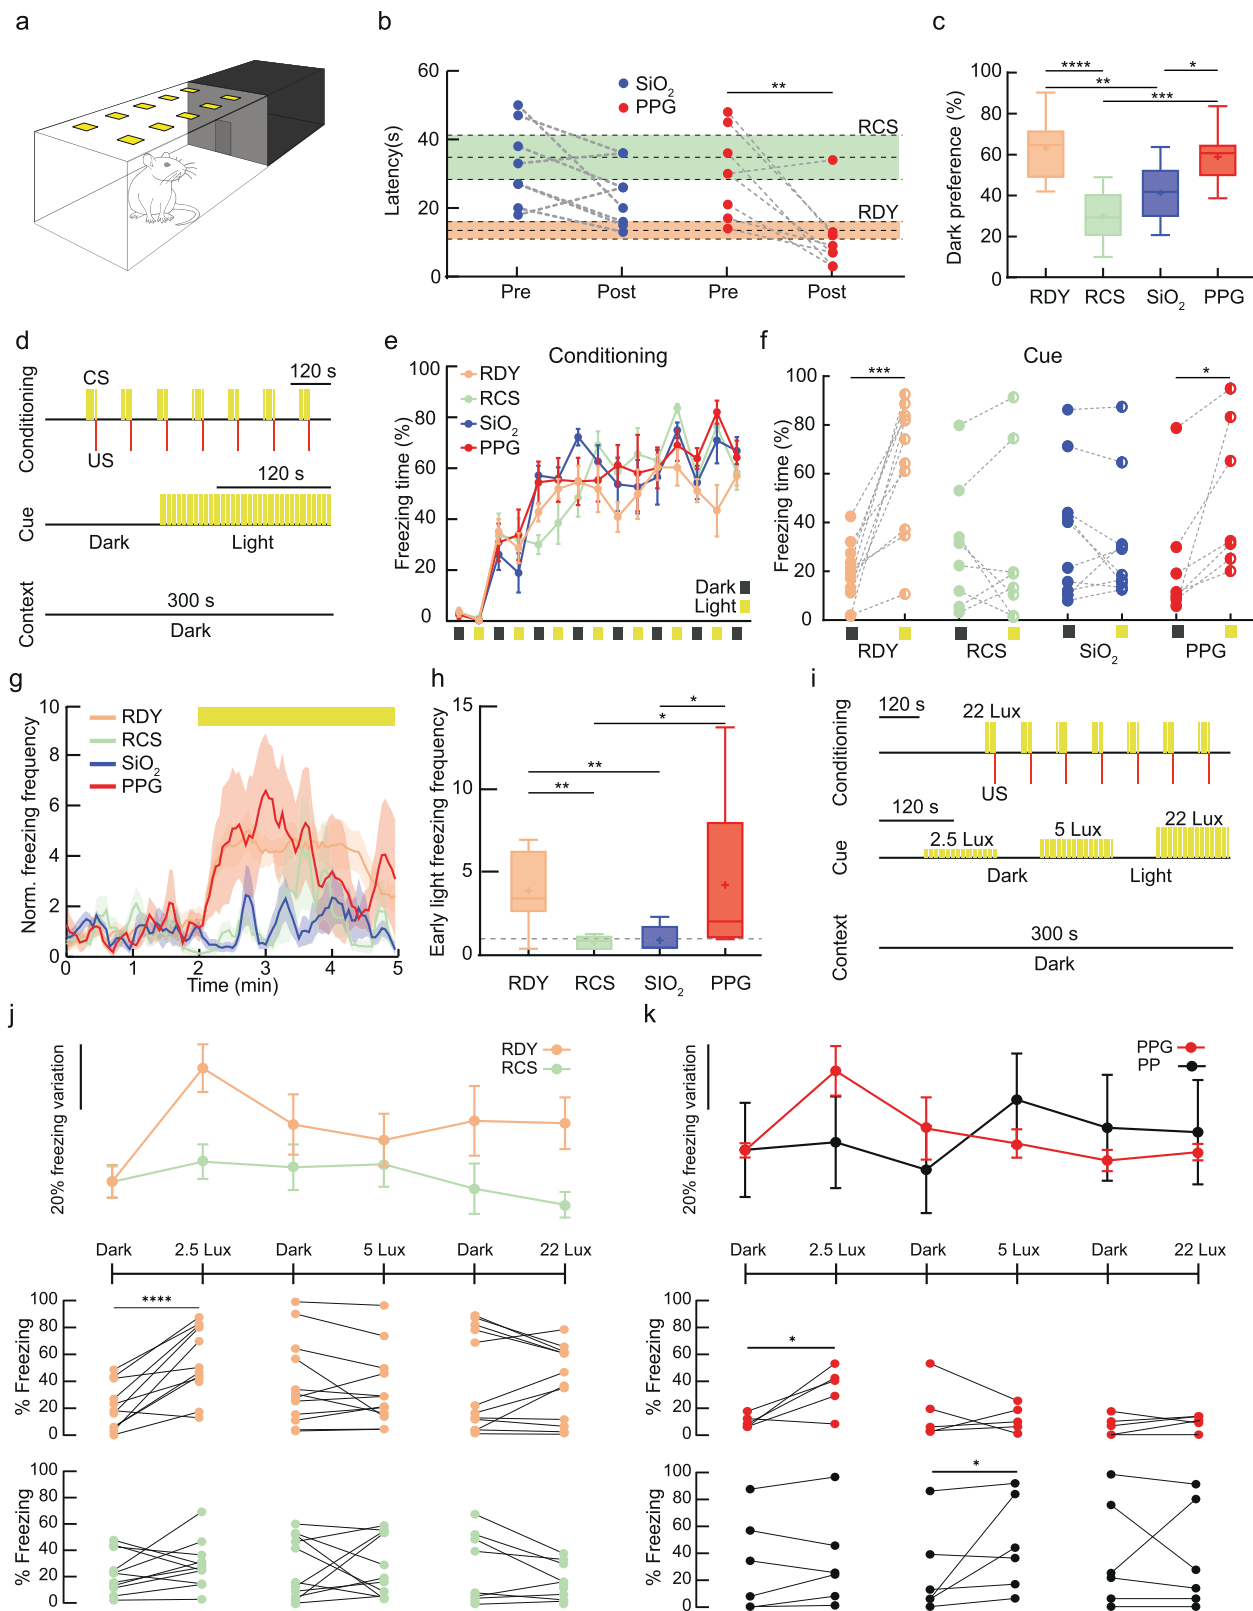 a
b
SiO2
PPG
**
RCS
RDY
Latency(s)
60
40
20
0
Pre
Post
Pre
Post
c
****
**
*
***
Dark preference (%)
100
80
60
40
20
0
RDY
RCS
SiO2
PPG
d
Conditioning
CS
US
120 s
Cue
120 s
Dark
Light
Context
300 s
Dark
e
Conditioning
RDY
RCS
SiO2
PPG
Freezing time (%)
100
80
60
40
20
0
Dark
Light
f
Cue
***
*
Freezing time (%)
100
80
60
40
20
0
RDY
RCS
SiO2
PPG
g
RDY
RCS
SiO2
PPG
Norm. freezing frequency
10
8
6
4
2
0
0
1
2
3
4
5
Time (min)
h
*
*
**
**
Early light freezing frequency
15
10
5
0
RDY
RCS
SIO2
PPG
i
120 s
22 Lux
Conditioning
US
120 s
Cue
2.5 Lux
5 Lux
22 Lux
Dark
Light
Context
300 s
Dark
j
20% freezing variation
RDY
RCS
Dark
2.5 Lux
Dark
5 Lux
Dark
22 Lux
****
% Freezing
100
80
60
40
20
0
% Freezing
100
80
60
40
20
0
k
20% freezing variation
PPG
PP
Dark
2.5 Lux
Dark
5 Lux
Dark
22 Lux
*
% Freezing
100
80
60
40
20
0
*
% Freezing
100
80
60
40
20
0